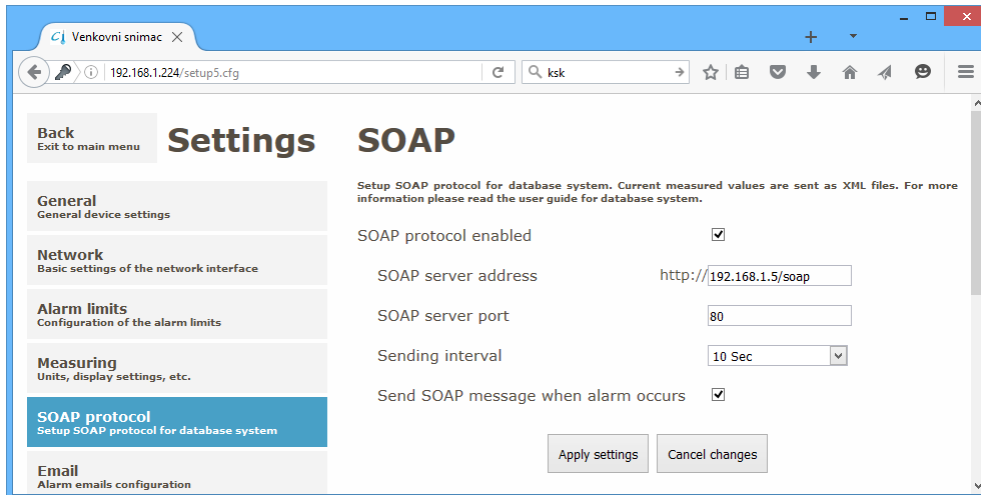 Venkovni snimac
192.168.1.224/setup5.cfg
ksk
Back
Exit to main menu
Settings
General
General device settings
Network
Basic settings of the network interface
Alarm limits
Configuration of the alarm limits
Measuring
Units, display settings, etc.
SOAP protocol
Setup SOAP protocol for database system
Email
Alarm emails configuration
SOAP
Setup SOAP protocol for database system. Current measured values are sent as XML files. For more
information please read the user guide for database system.
SOAP protocol enabled
SOAP server address http://192.168.1.5/soap
SOAP server port 80
Sending interval 10 Sec
Send SOAP message when alarm occurs
Apply settings Cancel changes